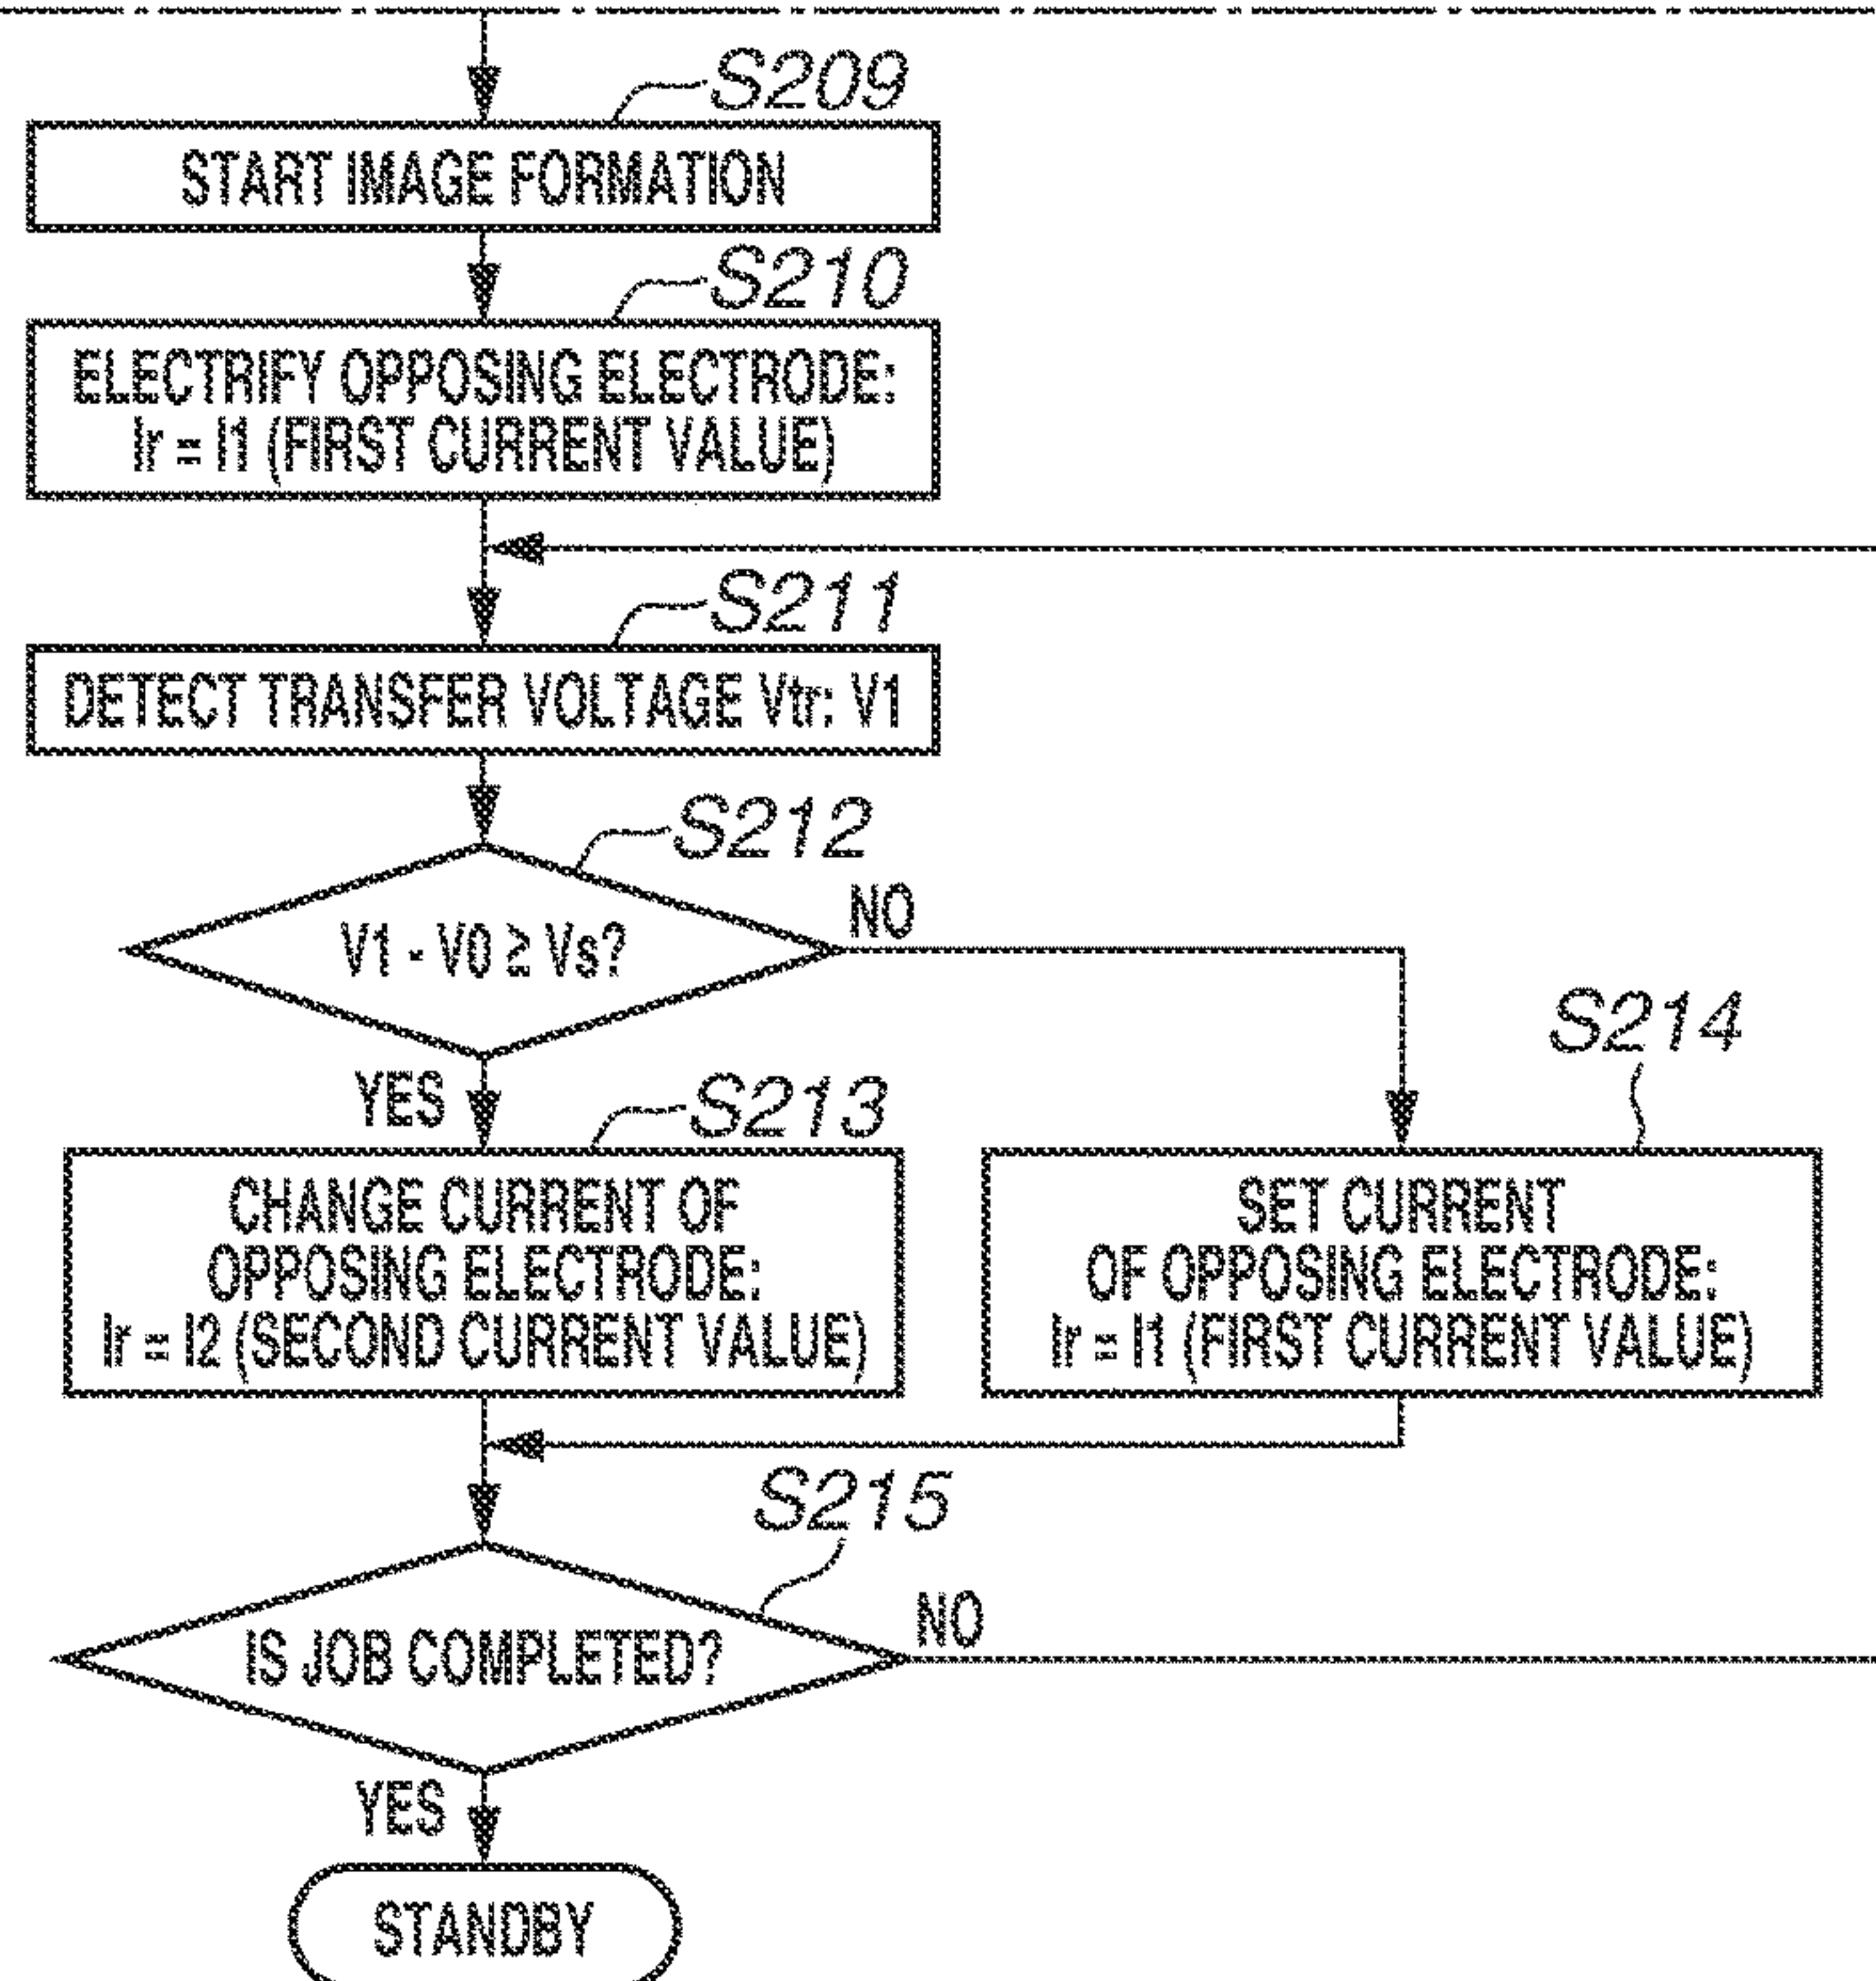 S209
START IMAGE FORMATION
S210
ELECTRIFY OPPOSING ELECTRODE:
Ir = I1 (FIRST CURRENT VALUE)
S211
DETECT TRANSFER VOLTAGE Vtr: V1
S212
V1 - V0 ≥ Vs?
NO
YES
S213
CHANGE CURRENT OF
OPPOSING ELECTRODE:
Ir = I2 (SECOND CURRENT VALUE)
S214
SET CURRENT
OF OPPOSING ELECTRODE:
Ir = I1 (FIRST CURRENT VALUE)
S215
IS JOB COMPLETED?
NO
YES
STANDBY